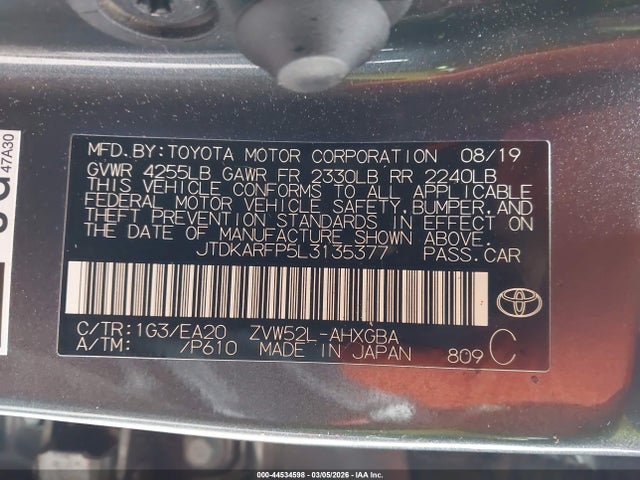 47A30
MFD. BY: TOYOTA MOTOR CORPORATION 08/19
GVWR 4255LB GAWR FR 2330LB RR 2240LB
THIS VEHICLE CONFORMS TO ALL APPLICABLE
FEDERAL MOTOR VEHICLE SAFETY, BUMPER, AND
THEFT PREVENTION STANDARDS IN EFFECT ON
THE DATE OF MANUFACTURE SHOWN ABOVE.
JTDKARFP5L3135377 PASS. CAR
C/TR: 1G3/EA20 ZVW52L-AHXGBA
A/TM: /P610 MADE IN JAPAN 809 C
000-44534598 - 03/05/2026 - IAA Inc.